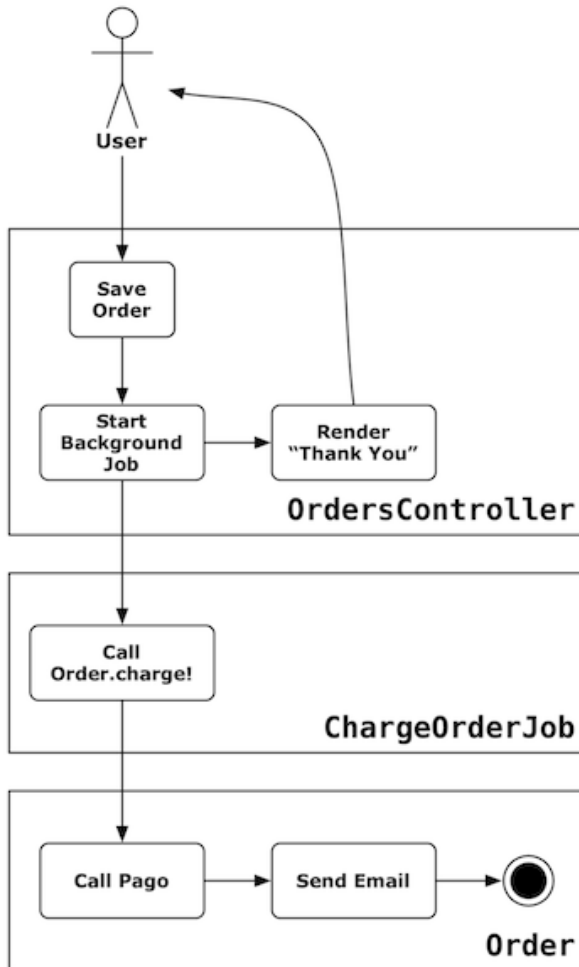 User
Save
Order
Start
Background
Job
Render
“Thank You”
OrdersController
Call
Order.charge!
ChargeOrderJob
Call Pago
Send Email
Order